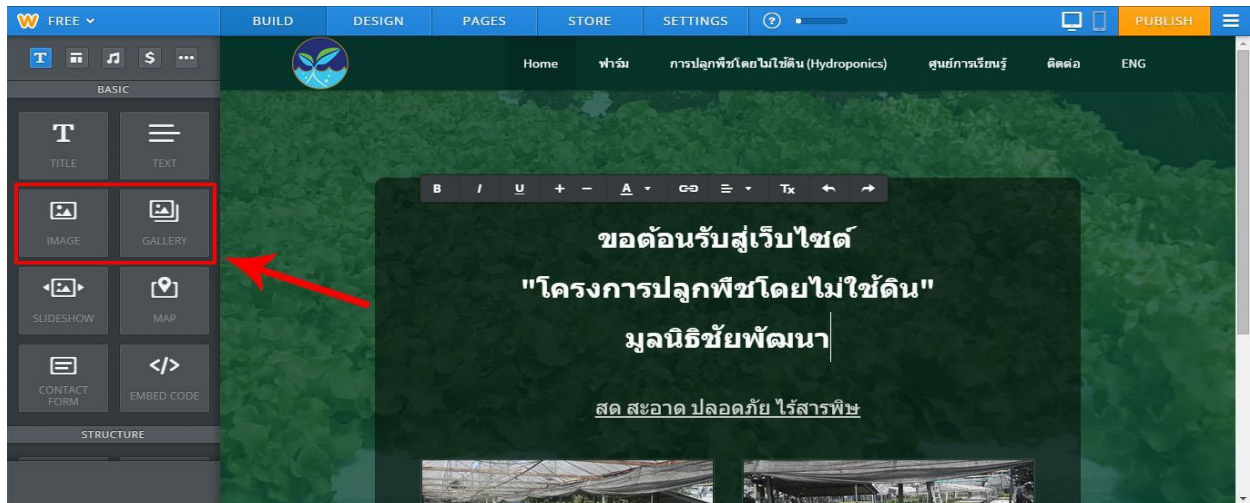 FREE
BUILD DESIGN PAGES STORE SETTINGS ? PUBLISH
T $
Home ฟาร์ม การปลูกพืชโดยไม่ใช้ดิน (Hydroponics) ศูนย์การเรียนรู้ ติดต่อ ENG
BASIC
T
TITLE TEXT
IMAGE GALLERY
SLIDESHOW MAP
</>
CONTACT FORM EMBED CODE
STRUCTURE
B I U + − A Tx
ขอต้อนรับสู่เว็บไซต์
"โครงการปลูกพืชโดยไม่ใช้ดิน"
มูลนิธิชัยพัฒนา
สด สะอาด ปลอดภัย ไร้สารพิษ